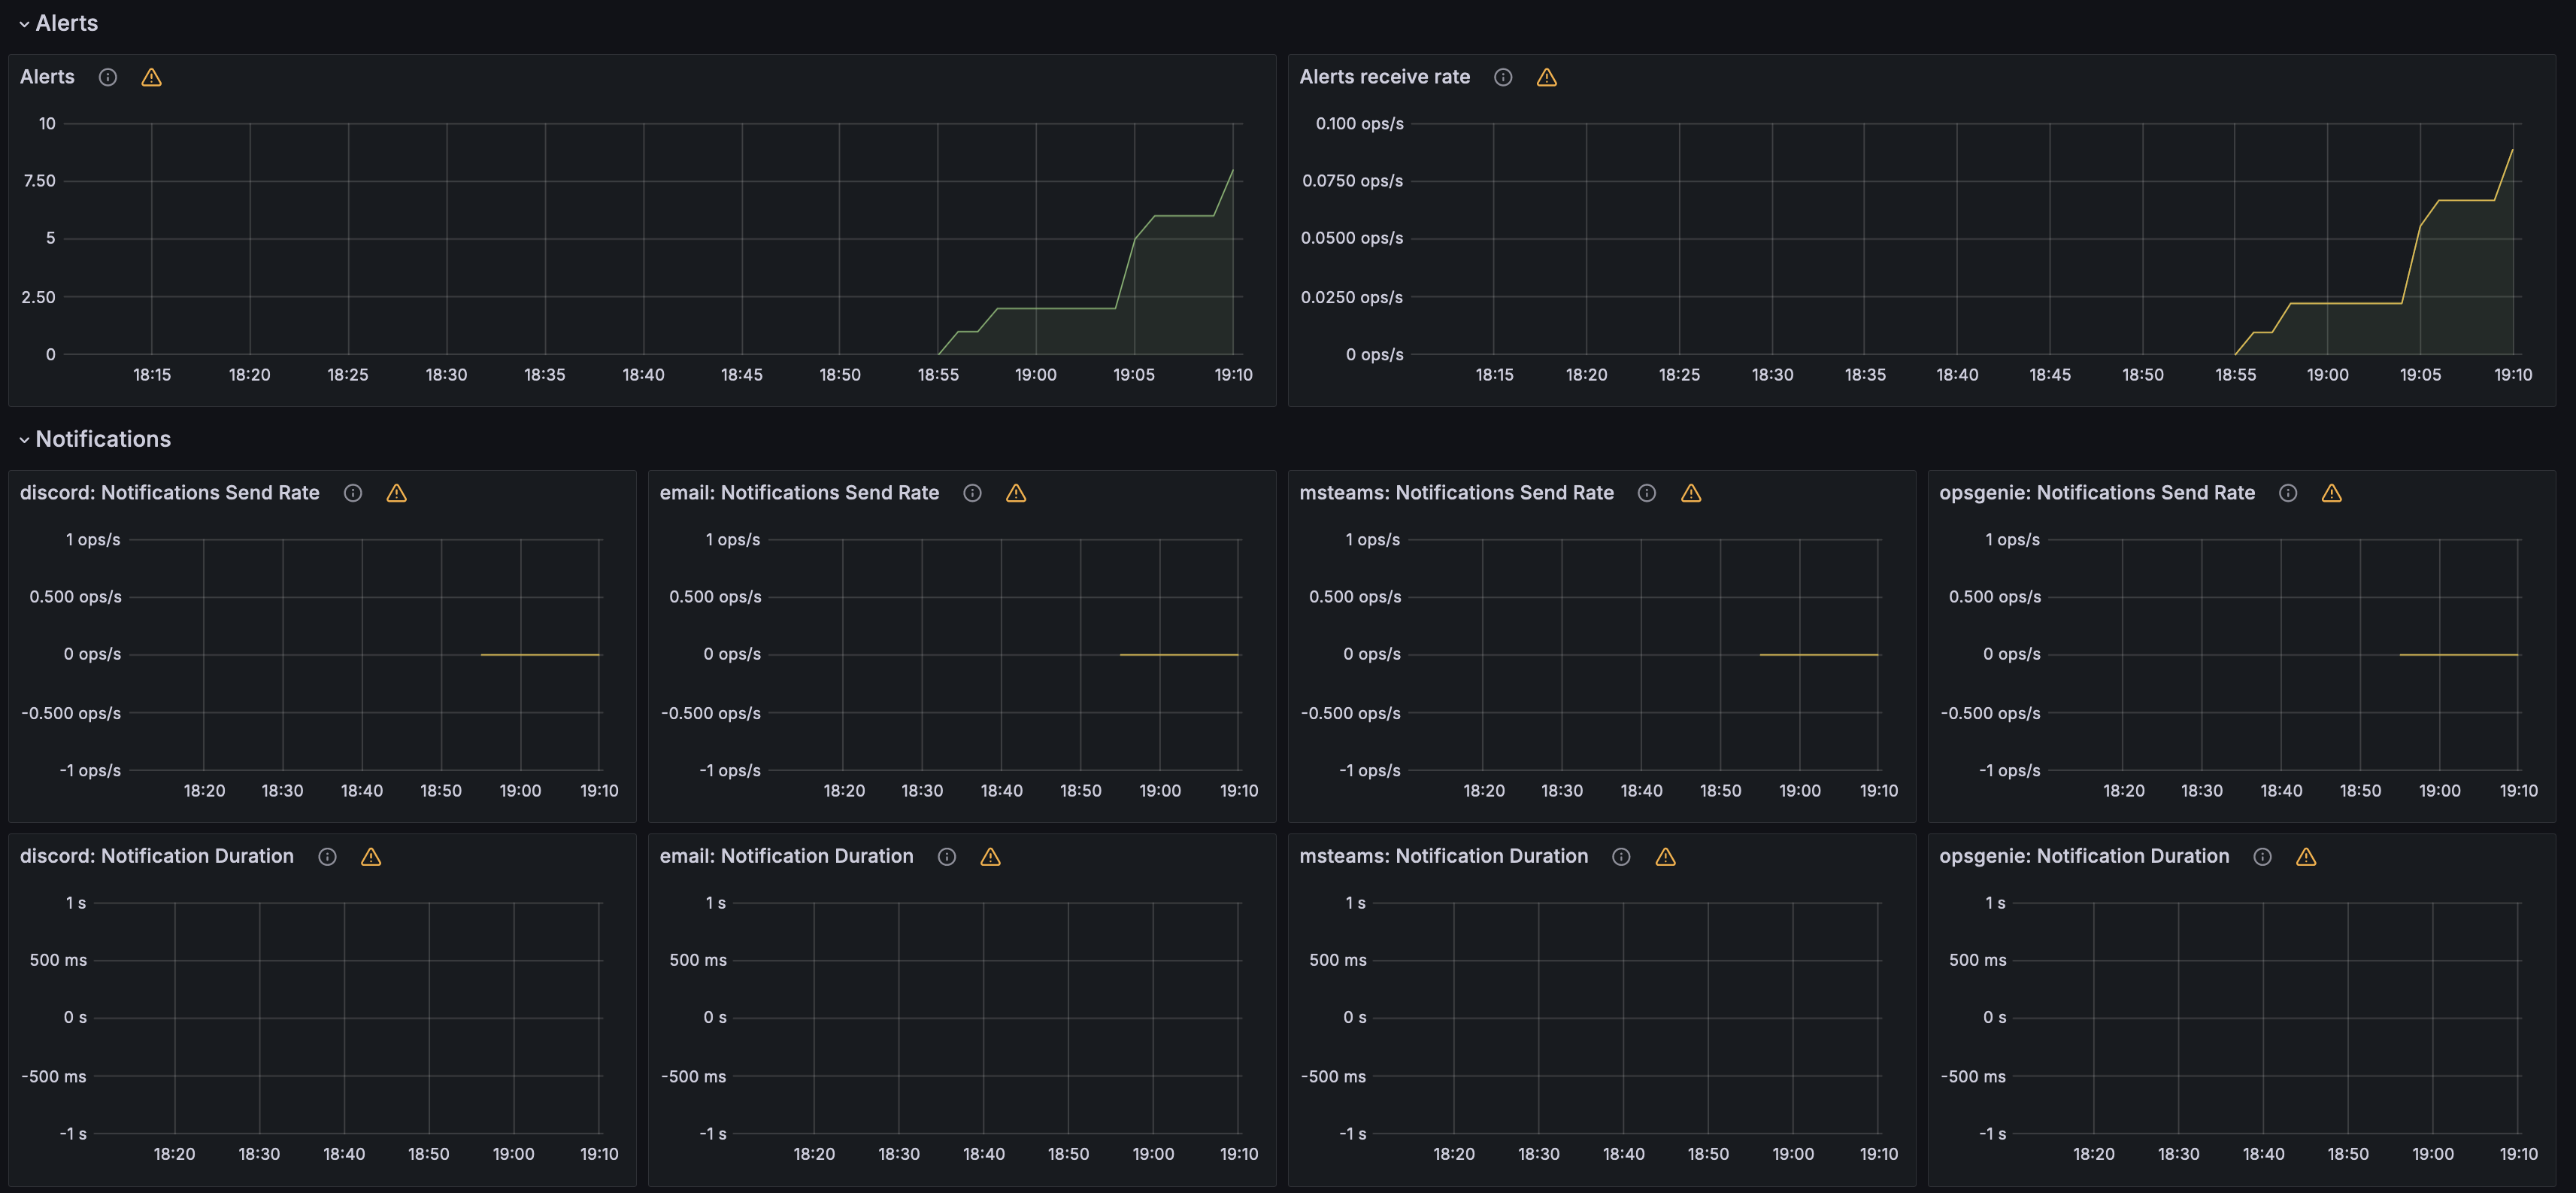 Alerts
Alerts
10
7.50
5
2.50
0
18:15 18:20 18:25 18:30 18:35 18:40 18:45 18:50 18:55 19:00 19:05 19:10
Alerts receive rate
0.100 ops/s
0.0750 ops/s
0.0500 ops/s
0.0250 ops/s
0 ops/s
18:15 18:20 18:25 18:30 18:35 18:40 18:45 18:50 18:55 19:00 19:05 19:10
Notifications
discord: Notifications Send Rate
1 ops/s
0.500 ops/s
0 ops/s
-0.500 ops/s
-1 ops/s
18:20 18:30 18:40 18:50 19:00 19:10
email: Notifications Send Rate
1 ops/s
0.500 ops/s
0 ops/s
-0.500 ops/s
-1 ops/s
18:20 18:30 18:40 18:50 19:00 19:10
msteams: Notifications Send Rate
1 ops/s
0.500 ops/s
0 ops/s
-0.500 ops/s
-1 ops/s
18:20 18:30 18:40 18:50 19:00 19:10
opsgenie: Notifications Send Rate
1 ops/s
0.500 ops/s
0 ops/s
-0.500 ops/s
-1 ops/s
18:20 18:30 18:40 18:50 19:00 19:10
discord: Notification Duration
1 s
500 ms
0 s
-500 ms
-1 s
18:20 18:30 18:40 18:50 19:00 19:10
email: Notification Duration
1 s
500 ms
0 s
-500 ms
-1 s
18:20 18:30 18:40 18:50 19:00 19:10
msteams: Notification Duration
1 s
500 ms
0 s
-500 ms
-1 s
18:20 18:30 18:40 18:50 19:00 19:10
opsgenie: Notification Duration
1 s
500 ms
0 s
-500 ms
-1 s
18:20 18:30 18:40 18:50 19:00 19:10